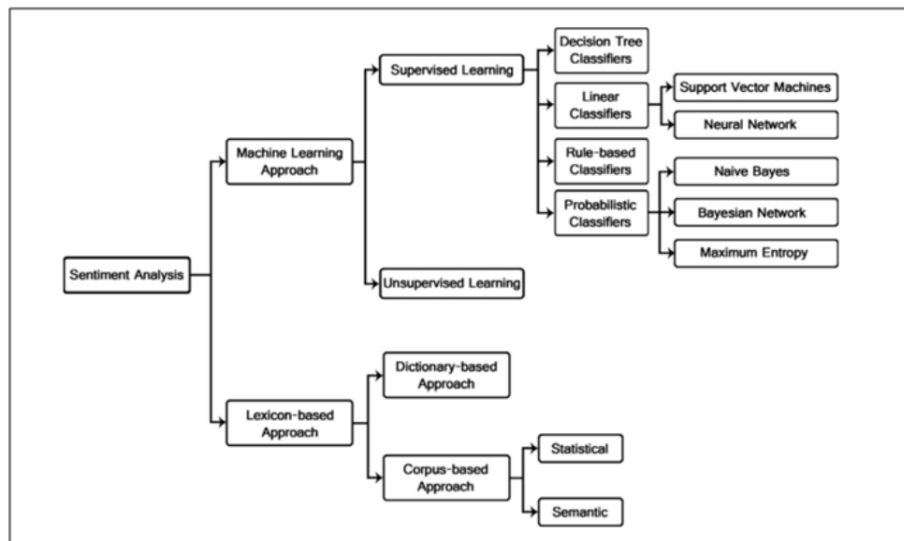 Sentiment Analysis
Machine Learning
Approach
Supervised Learning
Decision Tree
Classifiers
Linear
Classifiers
Support Vector Machines
Neural Network
Rule-based
Classifiers
Probabilistic
Classifiers
Naive Bayes
Bayesian Network
Maximum Entropy
Unsupervised Learning
Lexicon-based
Approach
Dictionary-based
Approach
Corpus-based
Approach
Statistical
Semantic